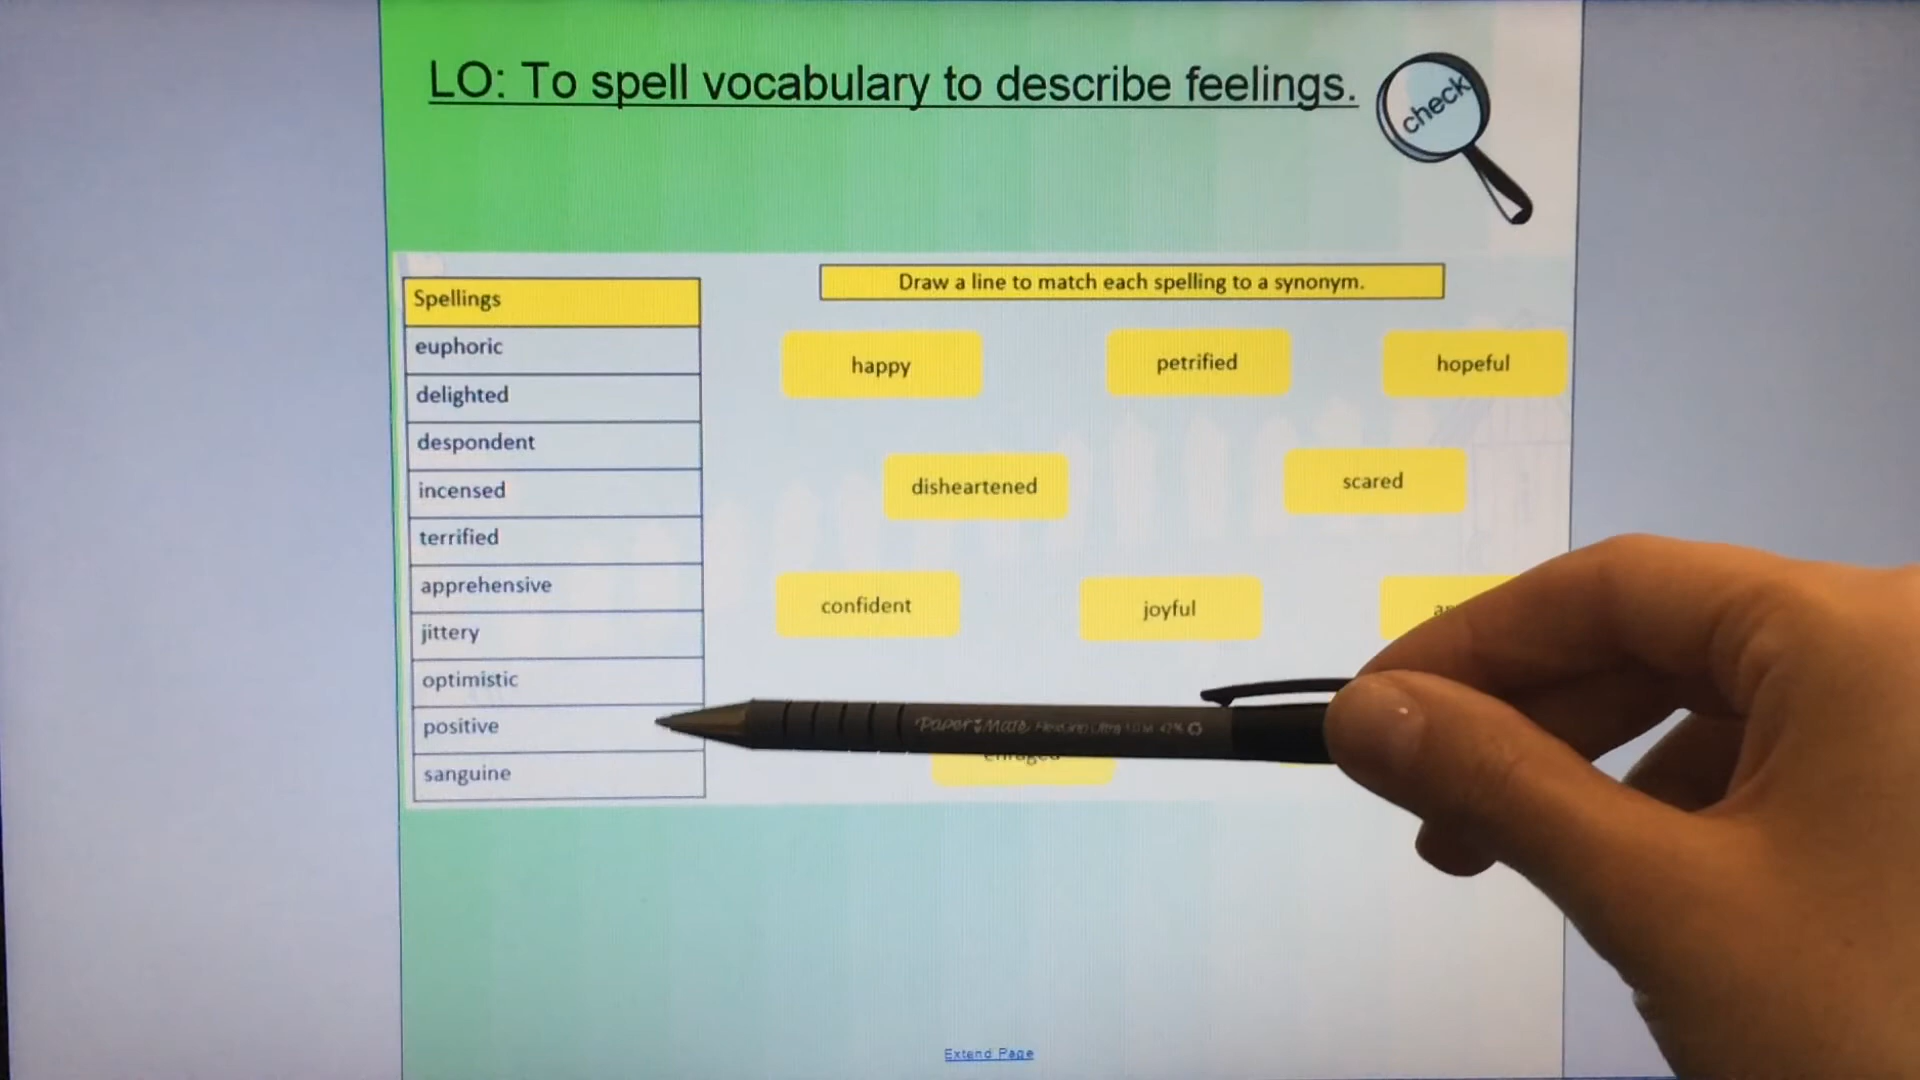 LO: To spell vocabulary to describe feelings.
check
Spellings
euphoric
delighted
despondent
incensed
terrified
apprehensive
jittery
optimistic
positive
sanguine
Draw a line to match each spelling to a synonym.
happy
petrified
hopeful
disheartened
scared
confident
joyful
enraged
Paper Mate
Extend Page